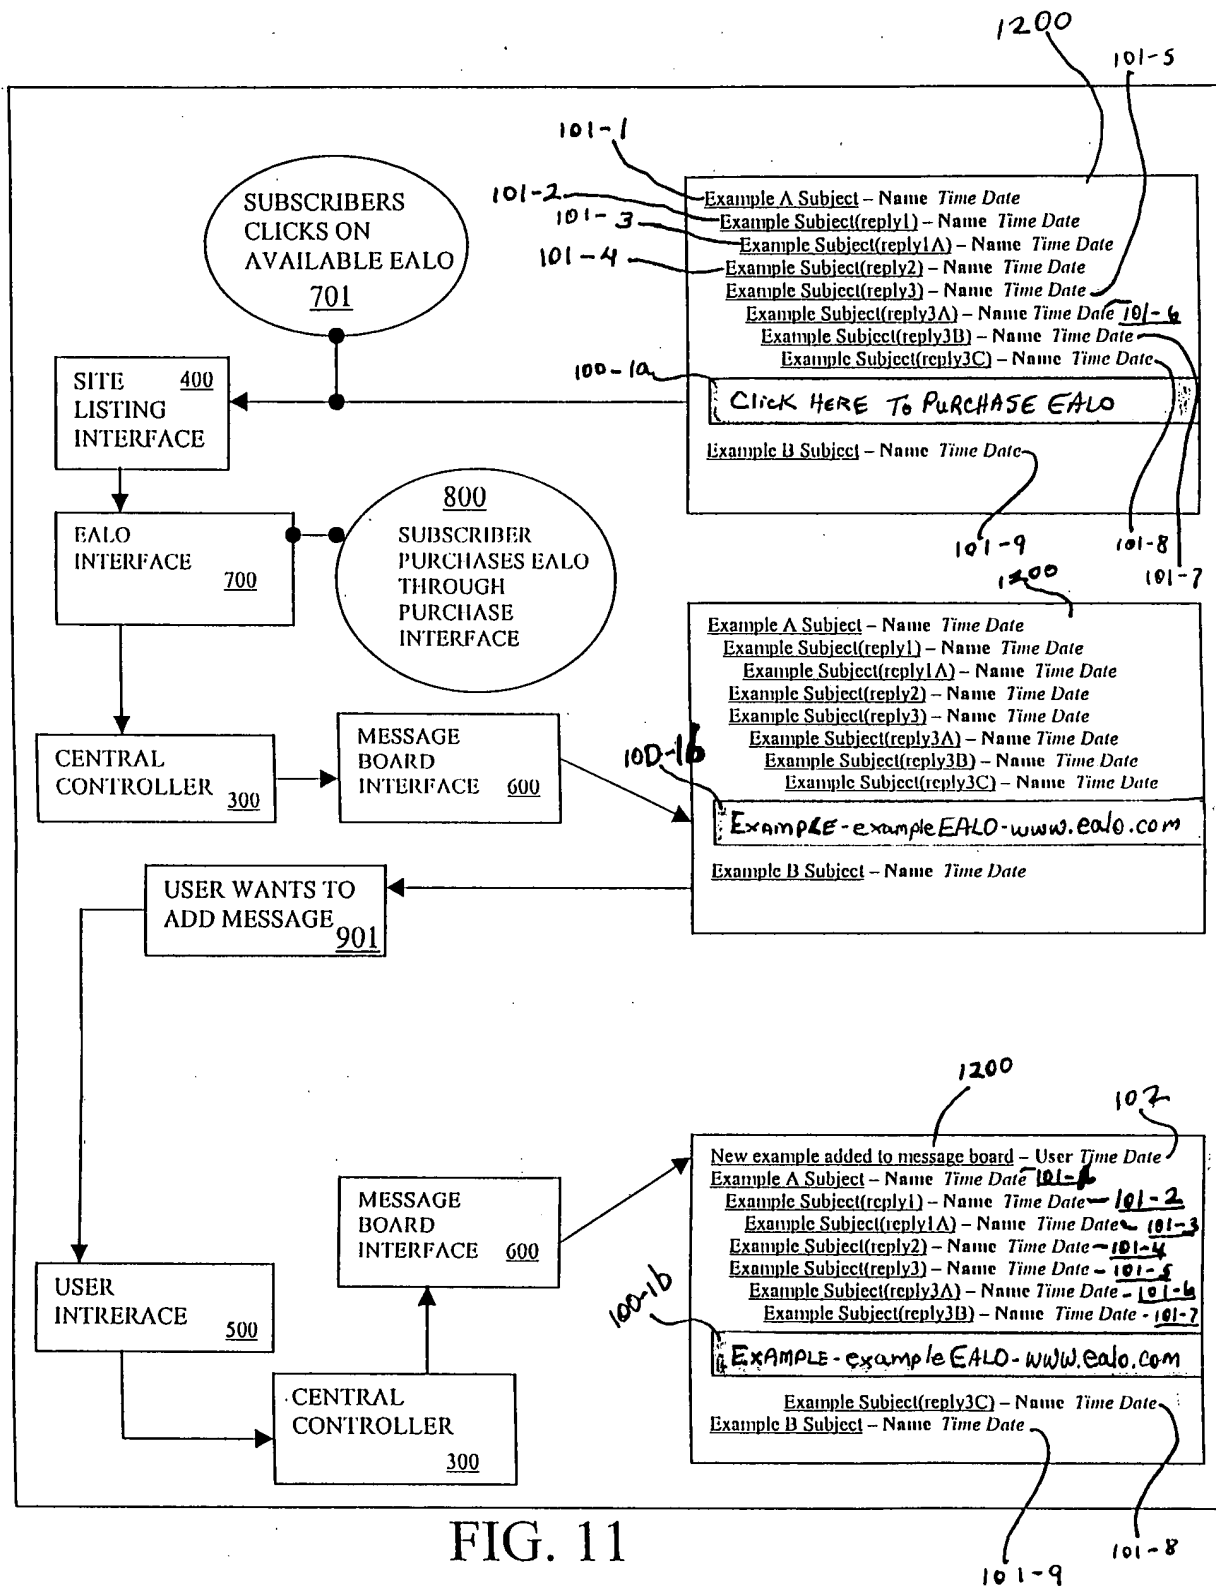 1200
101-5
101-1
SUBSCRIBERS
CLICKS ON
AVAILABLE EALO
701
101-2
101-3
101-4
Example A Subject – Name Time Date
Example Subject(reply1) – Name Time Date
Example Subject(reply1A) – Name Time Date
Example Subject(reply2) – Name Time Date
Example Subject(reply3) – Name Time Date
Example Subject(reply3A) – Name Time Date 101-6
Example Subject(reply3B) – Name Time Date
Example Subject(reply3C) – Name Time Date
100-1a
Click HERE To PURCHASE EALO
Example B Subject – Name Time Date
101-9
101-8
101-7
SITE 400
LISTING
INTERFACE
EALO
INTERFACE
700
800
SUBSCRIBER
PURCHASES EALO
THROUGH
PURCHASE
INTERFACE
1200
Example A Subject – Name Time Date
Example Subject(reply1) – Name Time Date
Example Subject(reply1A) – Name Time Date
Example Subject(reply2) – Name Time Date
Example Subject(reply3) – Name Time Date
Example Subject(reply3A) – Name Time Date
Example Subject(reply3B) – Name Time Date
Example Subject(reply3C) – Name Time Date
100-1b
EXAMPLE-exampleEALO-www.ealo.com
Example B Subject – Name Time Date
CENTRAL
CONTROLLER
300
MESSAGE
BOARD
INTERFACE 600
USER WANTS TO
ADD MESSAGE
901
1200
102
New example added to message board – User Time Date
Example A Subject – Name Time Date 101-1
Example Subject(reply1) – Name Time Date – 101-2
Example Subject(reply1A) – Name Time Date – 101-3
Example Subject(reply2) – Name Time Date – 101-4
Example Subject(reply3) – Name Time Date – 101-5
Example Subject(reply3A) – Name Time Date - 101-6
Example Subject(reply3B) – Name Time Date - 101-7
100-1b
EXAMPLE-exampleEALO-www.ealo.com
Example Subject(reply3C) – Name Time Date
Example B Subject – Name Time Date
101-8
101-9
MESSAGE
BOARD
INTERFACE
600
USER
INTRERACE
500
CENTRAL
CONTROLLER
300
FIG. 11